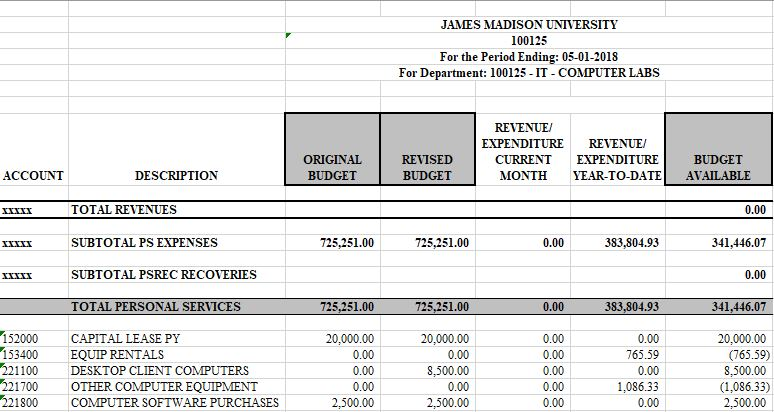 JAMES MADISON UNIVERSITY
100125
For the Period Ending: 05-01-2018
For Department: 100125 - IT - COMPUTER LABS
ACCOUNT DESCRIPTION ORIGINAL BUDGET REVISED BUDGET REVENUE/ EXPENDITURE CURRENT MONTH REVENUE/ EXPENDITURE YEAR-TO-DATE BUDGET AVAILABLE
xxxxx TOTAL REVENUES 0.00
xxxxx SUBTOTAL PS EXPENSES 725,251.00 725,251.00 0.00 383,804.93 341,446.07
xxxxx SUBTOTAL PSREC RECOVERIES 0.00
TOTAL PERSONAL SERVICES 725,251.00 725,251.00 0.00 383,804.93 341,446.07
152000 CAPITAL LEASE PY 20,000.00 20,000.00 0.00 0.00 20,000.00
153400 EQUIP RENTALS 0.00 0.00 0.00 765.59 (765.59)
221100 DESKTOP CLIENT COMPUTERS 0.00 8,500.00 0.00 0.00 8,500.00
221700 OTHER COMPUTER EQUIPMENT 0.00 0.00 0.00 1,086.33 (1,086.33)
221800 COMPUTER SOFTWARE PURCHASES 2,500.00 2,500.00 0.00 0.00 2,500.00